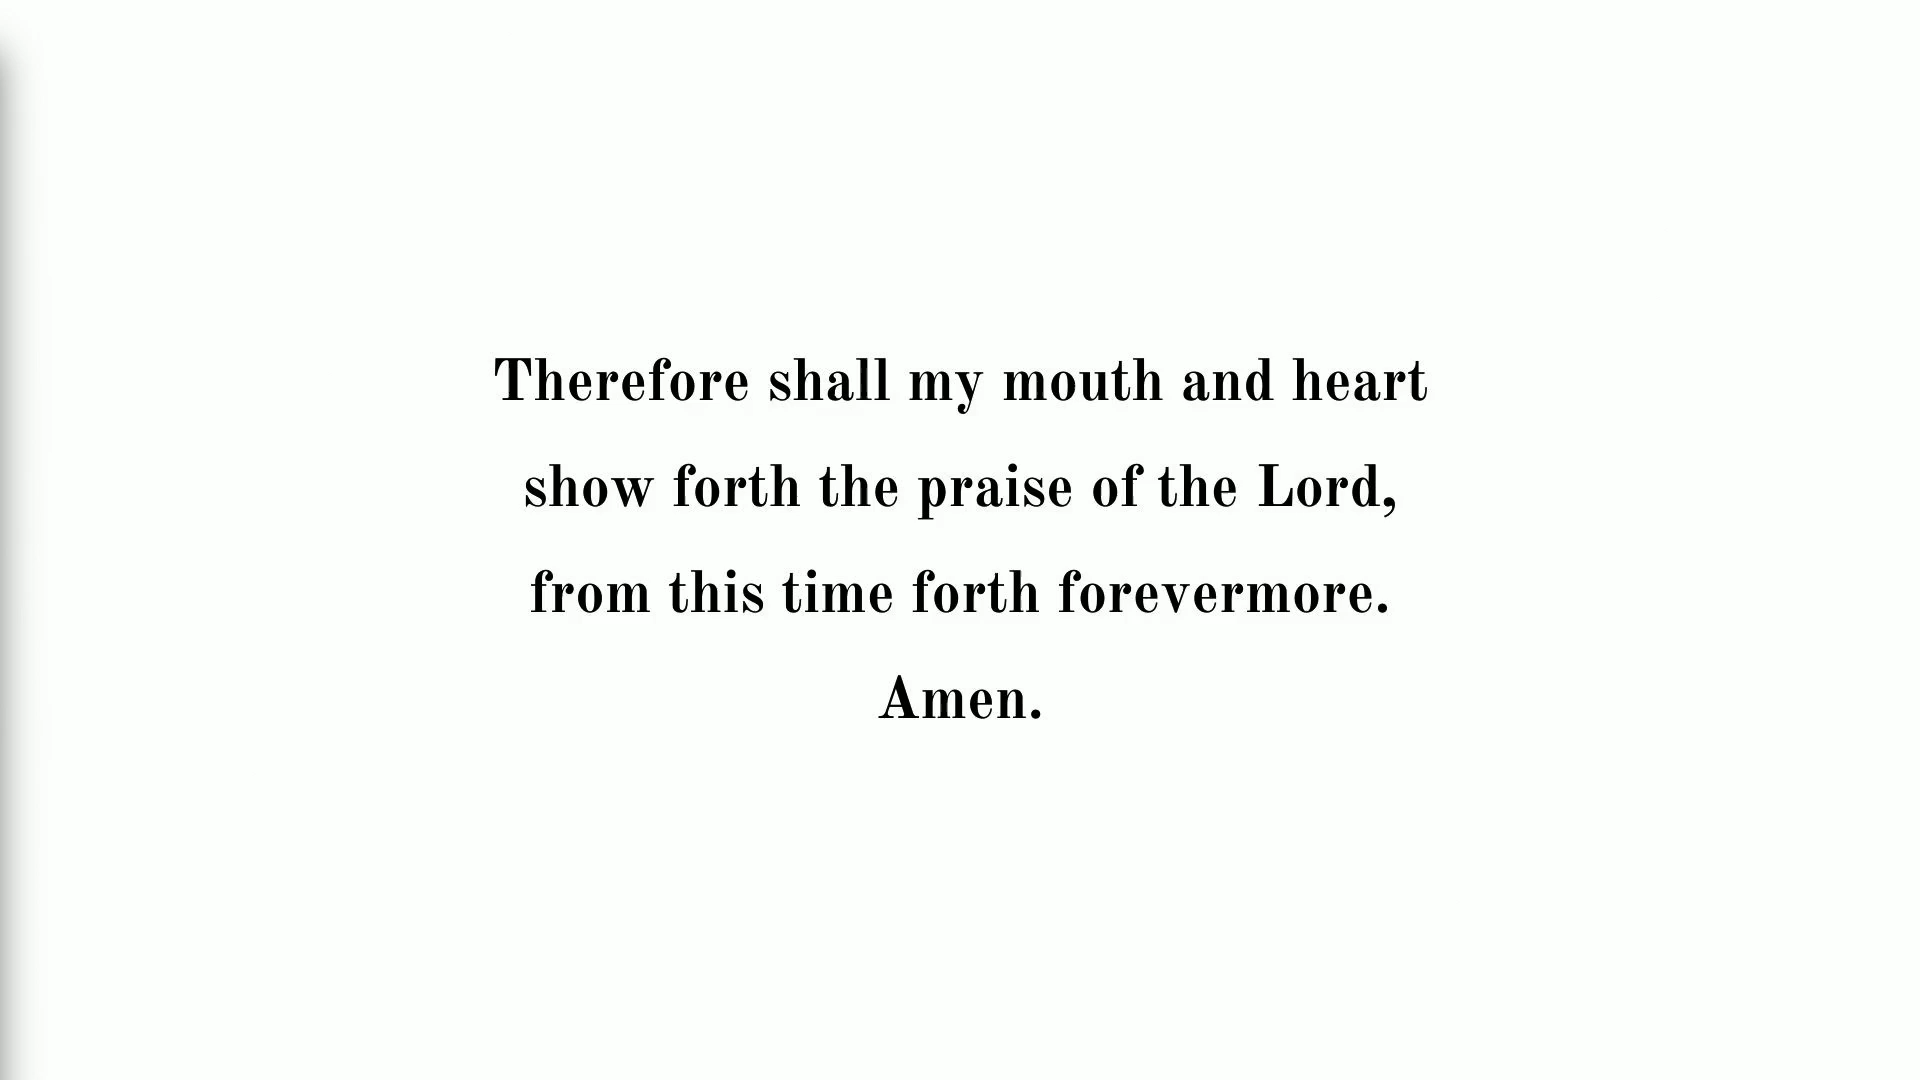 Therefore shall my mouth and heart
show forth the praise of the Lord,
from this time forth forevermore.
Amen.